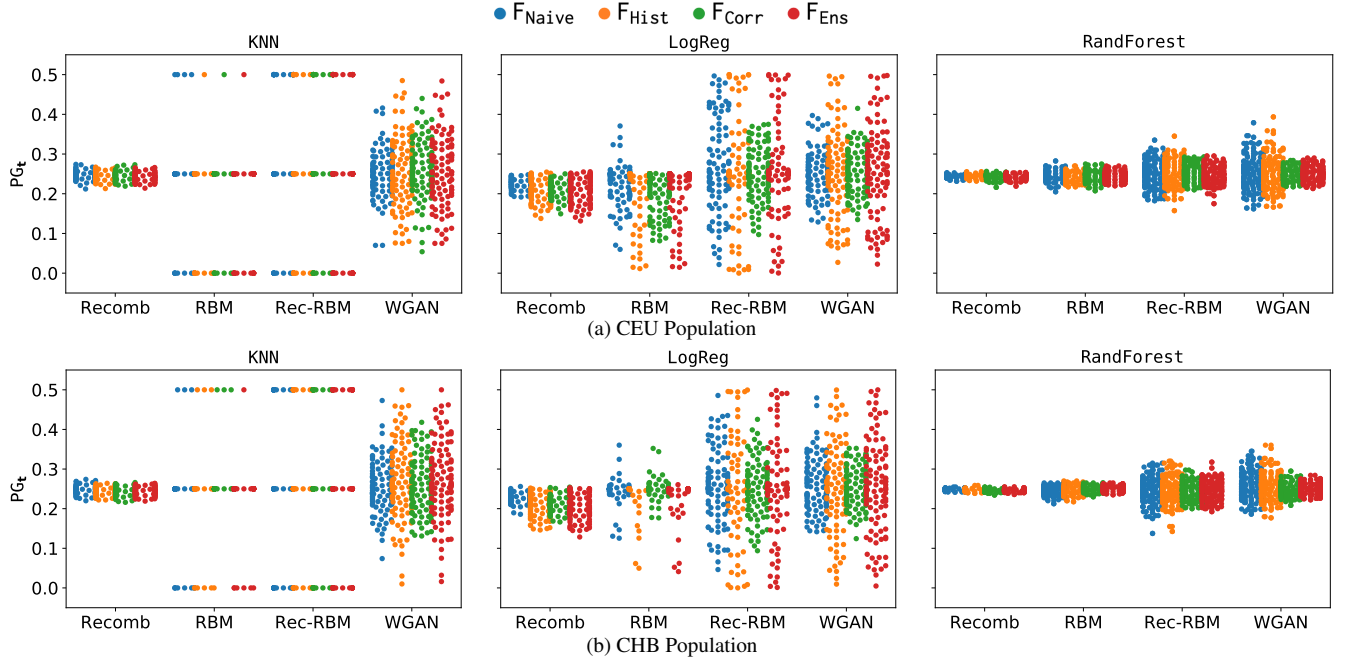 F_Naive F_Hist F_Corr F_Ens
KNN LogReg RandForest
PG_t
0.5
0.4
0.3
0.2
0.1
0.0
Recomb RBM Rec-RBM WGAN Recomb RBM Rec-RBM WGAN Recomb RBM Rec-RBM WGAN
(a) CEU Population
KNN LogReg RandForest
PG_t
0.5
0.4
0.3
0.2
0.1
0.0
Recomb RBM Rec-RBM WGAN Recomb RBM Rec-RBM WGAN Recomb RBM Rec-RBM WGAN
(b) CHB Population